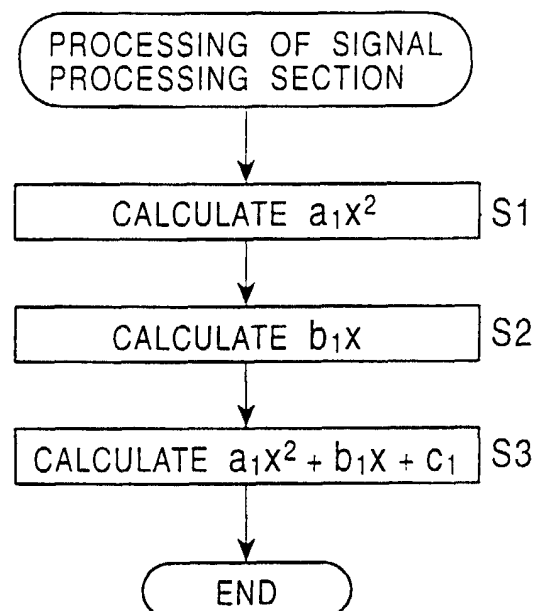 PROCESSING OF SIGNAL
PROCESSING SECTION
CALCULATE a₁x² S1
CALCULATE b₁x S2
CALCULATE a₁x² + b₁x + c₁ S3
END